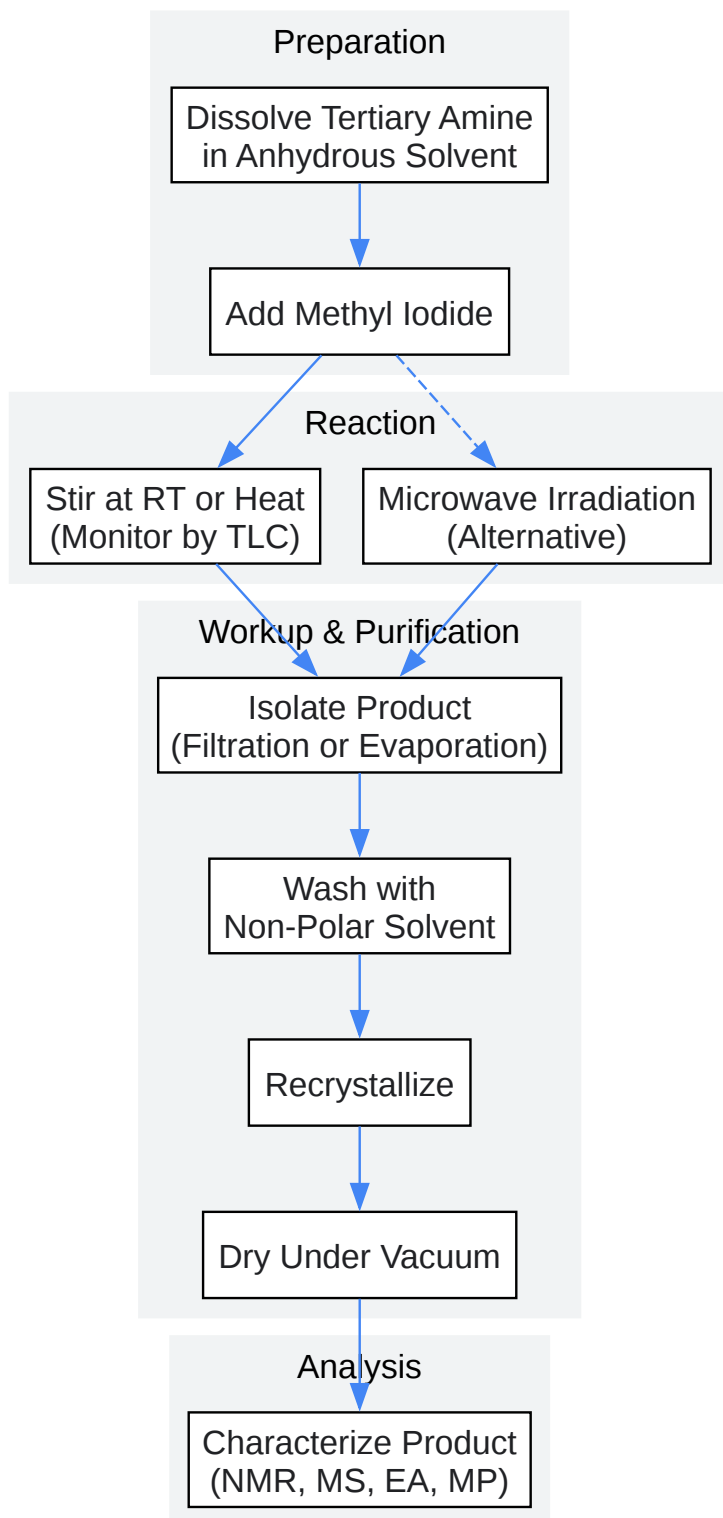 Preparation
Dissolve Tertiary Amine
in Anhydrous Solvent
Add Methyl Iodide
Reaction
Stir at RT or Heat
(Monitor by TLC)
Microwave Irradiation
(Alternative)
Workup & Purification
Isolate Product
(Filtration or Evaporation)
Wash with
Non-Polar Solvent
Recrystallize
Dry Under Vacuum
Analysis
Characterize Product
(NMR, MS, EA, MP)